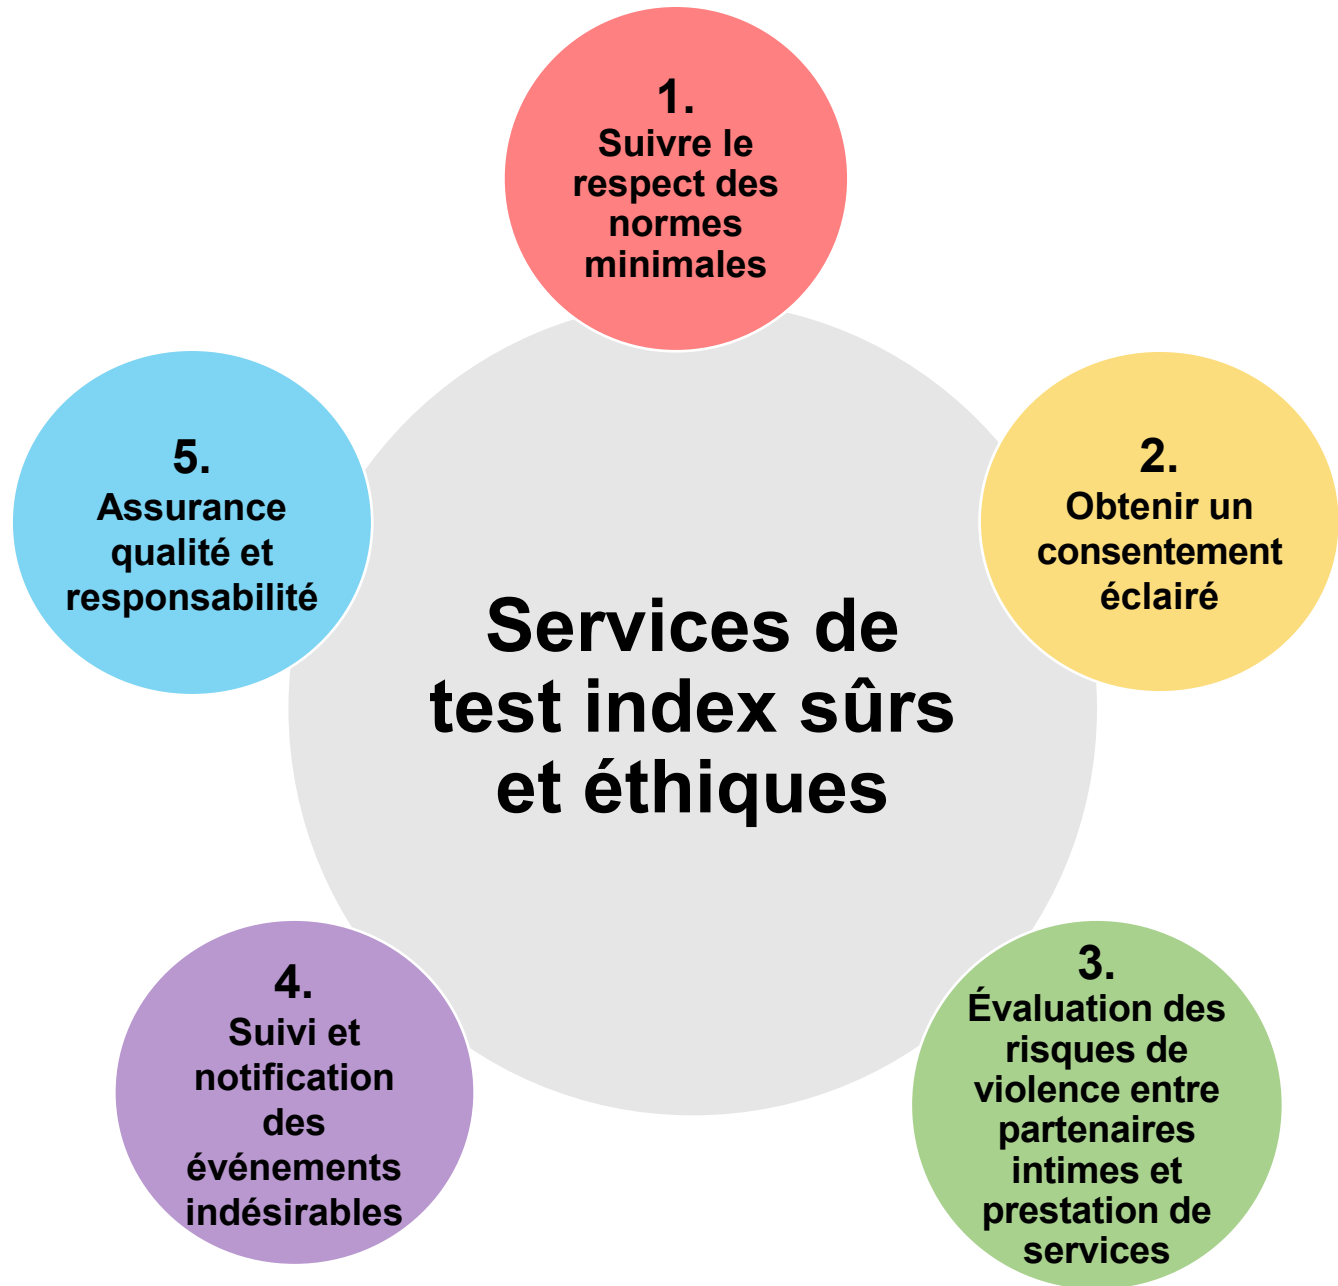 1.
Suivre le
respect des
normes
minimales
2.
Obtenir un
consentement
éclairé
3.
Évaluation des
risques de
violence entre
partenaires
intimes et
prestation de
services
4.
Suivi et
notification
des
événements
indésirables
5.
Assurance
qualité et
responsabilité
Services de
test index sûrs
et éthiques